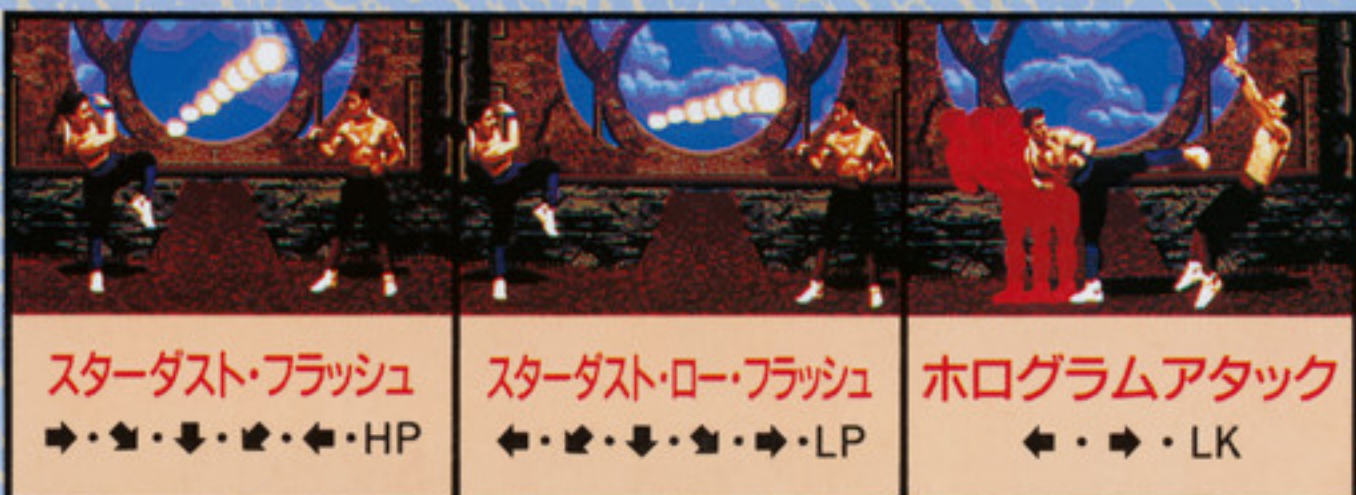 スターダスト・フラッシュ
➡・⬊・⬇・⬋・⬅・HP
スターダスト・ロー・フラッシュ
⬅・⬋・⬇・⬊・➡・LP
ホログラムアタック
⬅・➡・LK